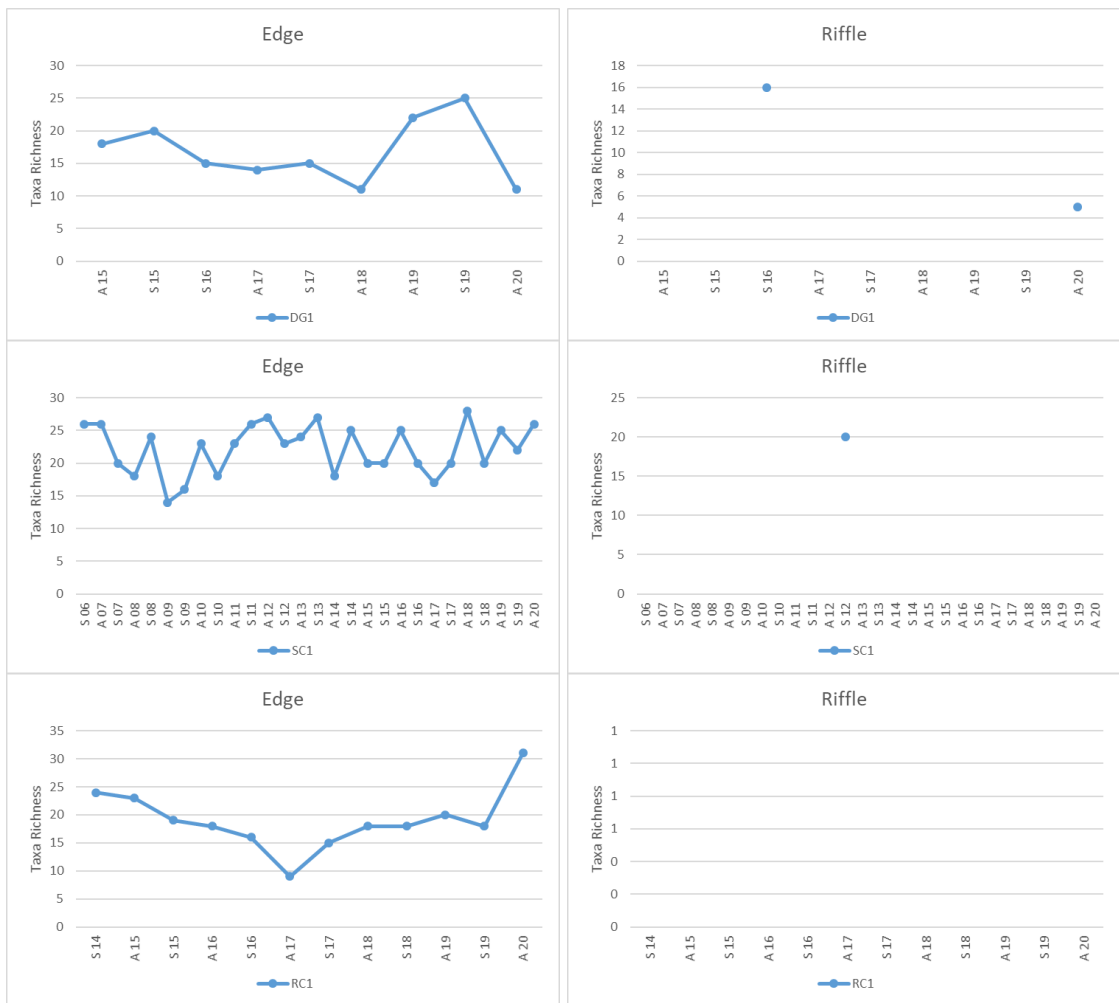 Edge
Taxa Richness
30
25
20
15
10
5
0
A 15
S 15
S 16
A 17
S 17
A 18
A 19
S 19
A 20
DG1
Riffle
Taxa Richness
18
16
14
12
10
8
6
4
2
0
A 15
S 15
S 16
A 17
S 17
A 18
A 19
S 19
A 20
DG1
Edge
Taxa Richness
30
25
20
15
10
5
0
S 06
A 07
S 07
A 08
S 08
A 09
S 09
A 10
S 10
A 11
S 11
A 12
S 12
A 13
S 13
A 14
S 14
A 15
S 15
A 16
S 16
A 17
S 17
A 18
S 18
A 19
S 19
A 20
SC1
Riffle
Taxa Richness
25
20
15
10
5
0
S 06
A 07
S 07
A 08
S 08
A 09
S 09
A 10
S 10
A 11
S 11
A 12
S 12
A 13
S 13
A 14
S 14
A 15
S 15
A 16
S 16
A 17
S 17
A 18
S 18
A 19
S 19
A 20
SC1
Edge
Taxa Richness
35
30
25
20
15
10
5
0
S 14
A 15
S 15
A 16
S 16
A 17
S 17
A 18
S 18
A 19
S 19
A 20
RC1
Riffle
Taxa Richness
1
1
1
1
0
0
0
S 14
A 15
S 15
A 16
S 16
A 17
S 17
A 18
S 18
A 19
S 19
A 20
RC1